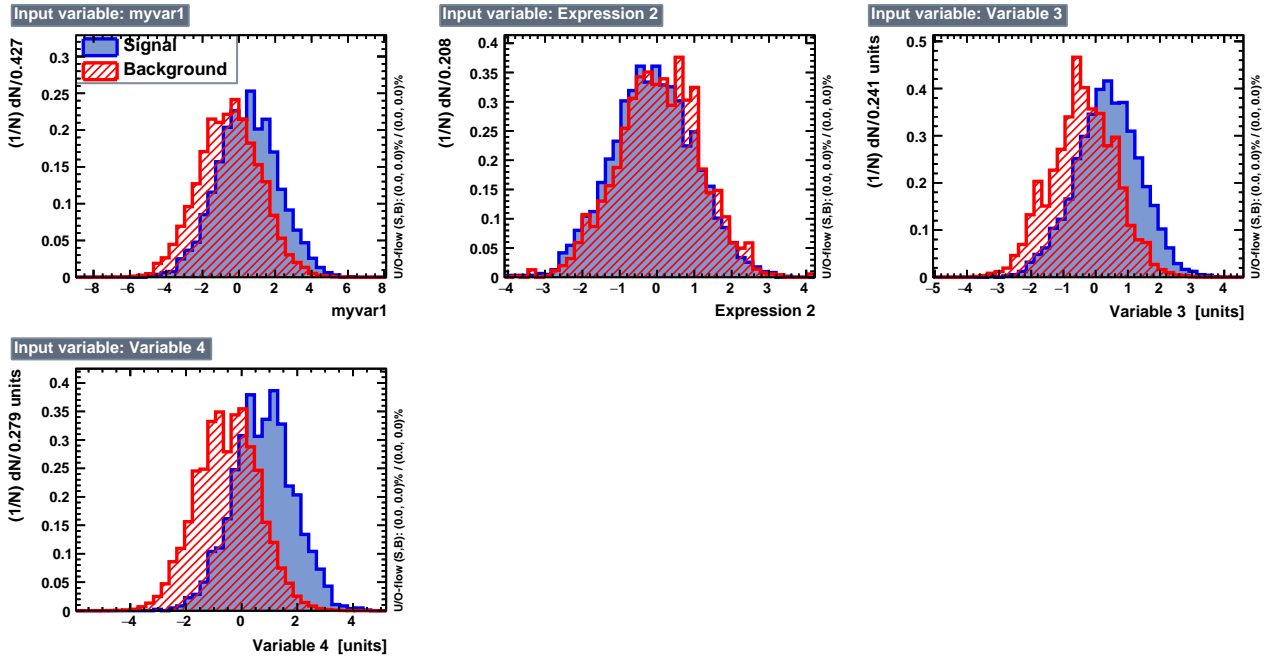 Input variable: myvar1
(1/N) dN/0.427
0.3
0.25
0.2
0.15
0.1
0.05
0
Signal
Background
−8 −6 −4 −2 0 2 4 6 8
myvar1
U/O-flow (S,B): (0.0, 0.0)% / (0.0, 0.0)%
Input variable: Expression 2
(1/N) dN/0.208
0.4
0.35
0.3
0.25
0.2
0.15
0.1
0.05
0
−4 −3 −2 −1 0 1 2 3 4
Expression 2
U/O-flow (S,B): (0.0, 0.0)% / (0.0, 0.0)%
Input variable: Variable 3
(1/N) dN/0.241 units
0.5
0.4
0.3
0.2
0.1
0
−5 −4 −3 −2 −1 0 1 2 3 4
Variable 3 [units]
U/O-flow (S,B): (0.0, 0.0)% / (0.0, 0.0)%
Input variable: Variable 4
(1/N) dN/0.279 units
0.4
0.35
0.3
0.25
0.2
0.15
0.1
0.05
0
−4 −2 0 2 4
Variable 4 [units]
U/O-flow (S,B): (0.0, 0.0)% / (0.0, 0.0)%